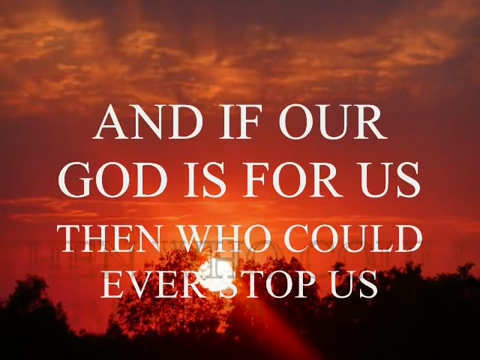 AND IF OUR
GOD IS FOR US
THEN WHO COULD
EVER STOP US